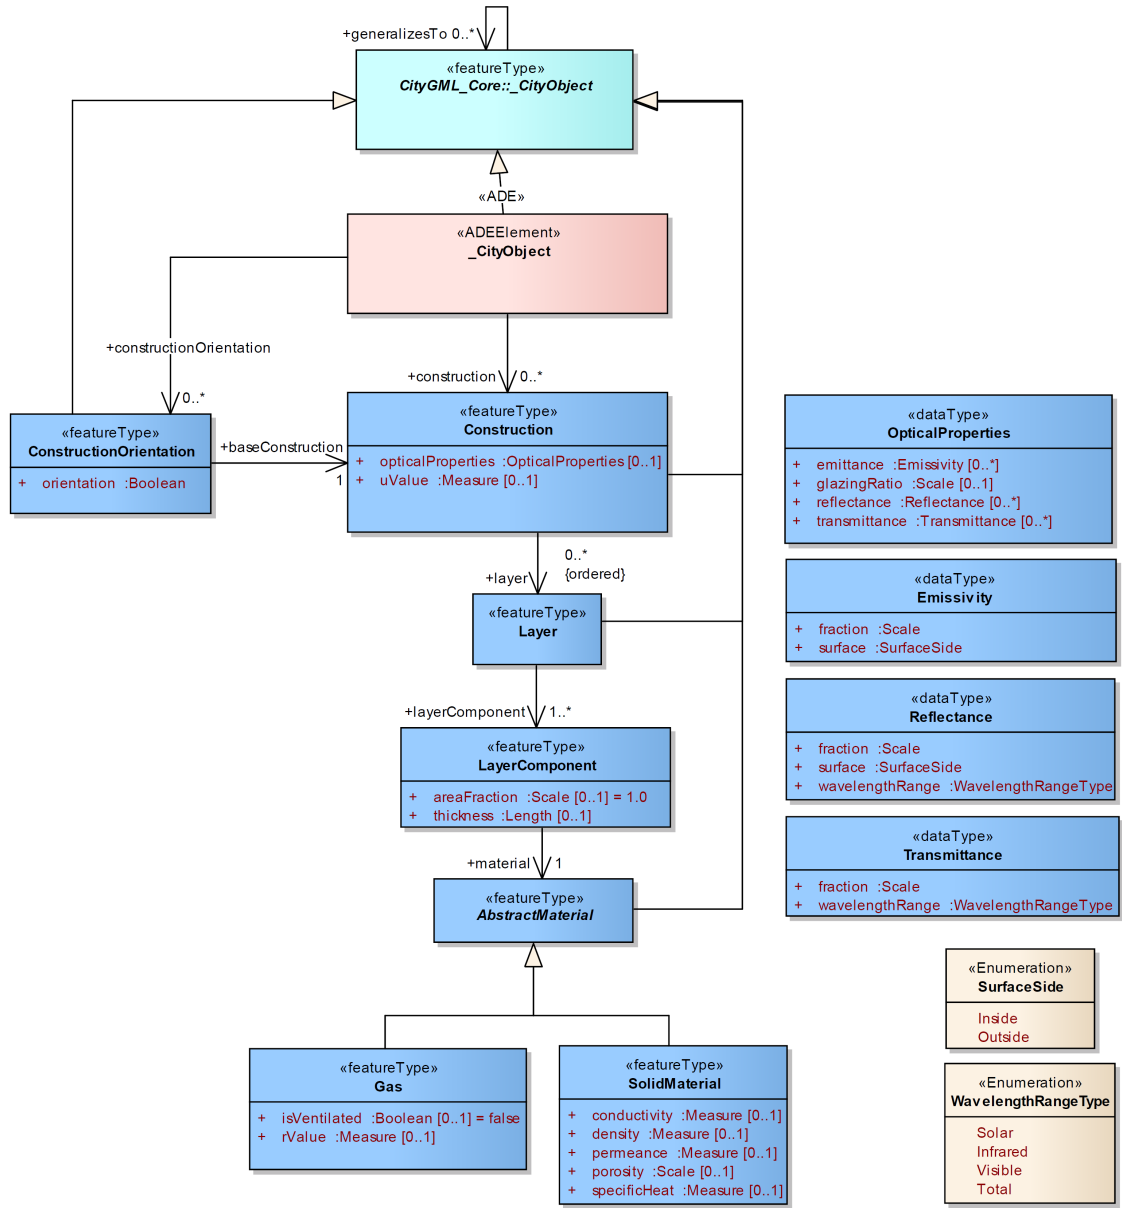 +generalizesTo 0..*
«featureType»
CityGML_Core::_CityObject
«ADE»
«ADEElement»
_CityObject
+constructionOrientation
0..*
+construction 0..*
«featureType»
ConstructionOrientation
+ orientation :Boolean
+baseConstruction
1
«featureType»
Construction
+ opticalProperties :OpticalProperties [0..1]
+ uValue :Measure [0..1]
0..*
{ordered}
+layer
«featureType»
Layer
+layerComponent 1..*
«featureType»
LayerComponent
+ areaFraction :Scale [0..1] = 1.0
+ thickness :Length [0..1]
+material 1
«featureType»
AbstractMaterial
«featureType»
Gas
+ isVentilated :Boolean [0..1] = false
+ rValue :Measure [0..1]
«featureType»
SolidMaterial
+ conductivity :Measure [0..1]
+ density :Measure [0..1]
+ permeance :Measure [0..1]
+ porosity :Scale [0..1]
+ specificHeat :Measure [0..1]
«dataType»
OpticalProperties
+ emittance :Emissivity [0..*]
+ glazingRatio :Scale [0..1]
+ reflectance :Reflectance [0..*]
+ transmittance :Transmittance [0..*]
«dataType»
Emissivity
+ fraction :Scale
+ surface :SurfaceSide
«dataType»
Reflectance
+ fraction :Scale
+ surface :SurfaceSide
+ wavelengthRange :WavelengthRangeType
«dataType»
Transmittance
+ fraction :Scale
+ wavelengthRange :WavelengthRangeType
«Enumeration»
SurfaceSide
Inside
Outside
«Enumeration»
WavelengthRangeType
Solar
Infrared
Visible
Total